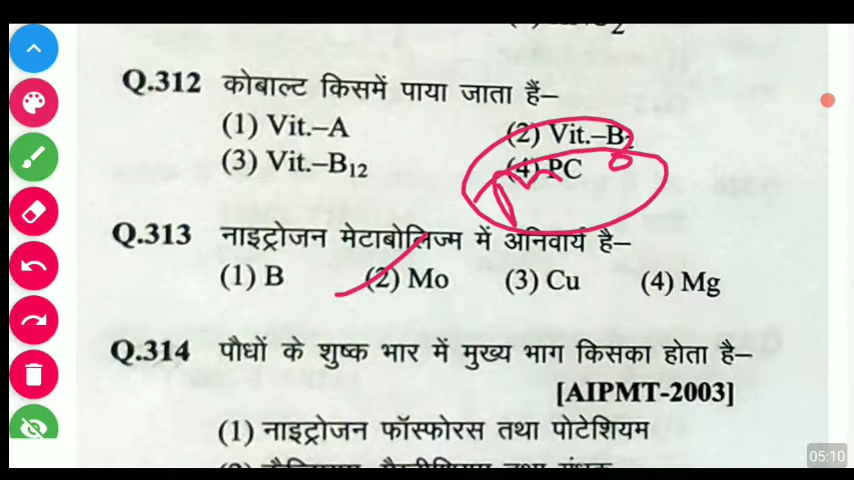 Q.312 कोबाल्ट किसमें पाया जाता हैं–
(1) Vit.–A (2) Vit.–B₂
(3) Vit.–B₁₂ (4) PC
Q.313 नाइट्रोजन मेटाबोलिज्म में अनिवार्य है–
(1) B (2) Mo (3) Cu (4) Mg
Q.314 पौधों के शुष्क भार में मुख्य भाग किसका होता है–
[AIPMT-2003]
(1) नाइट्रोजन फॉस्फोरस तथा पोटेशियम
05:10